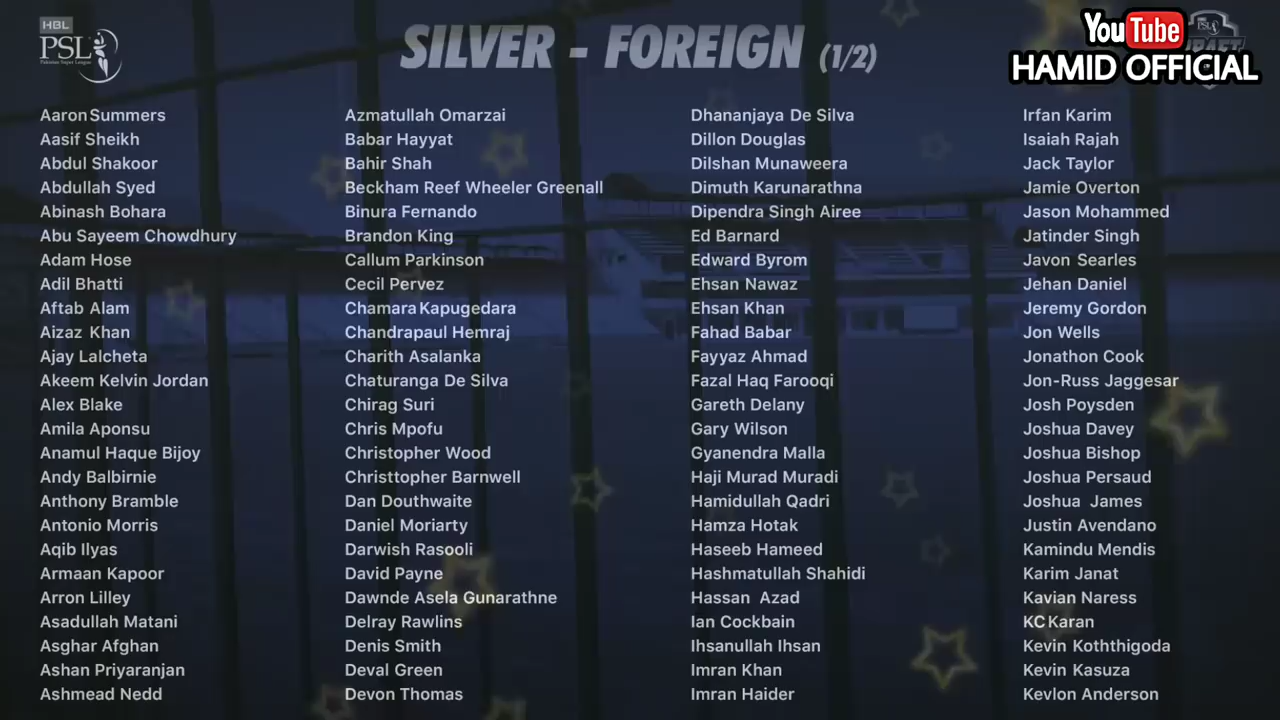 HBL
PSL
Pakistan Super League
SILVER - FOREIGN (1/2)
YouTube
HAMID OFFICIAL
Aaron Summers
Aasif Sheikh
Abdul Shakoor
Abdullah Syed
Abinash Bohara
Abu Sayeem Chowdhury
Adam Hose
Adil Bhatti
Aftab Alam
Aizaz Khan
Ajay Lalcheta
Akeem Kelvin Jordan
Alex Blake
Amila Aponsu
Anamul Haque Bijoy
Andy Balbirnie
Anthony Bramble
Antonio Morris
Aqib Ilyas
Armaan Kapoor
Arron Lilley
Asadullah Matani
Asghar Afghan
Ashan Priyaranjan
Ashmead Nedd
Azmatullah Omarzai
Babar Hayyat
Bahir Shah
Beckham Reef Wheeler Greenall
Binura Fernando
Brandon King
Callum Parkinson
Cecil Pervez
Chamara Kapugedara
Chandrapaul Hemraj
Charith Asalanka
Chaturanga De Silva
Chirag Suri
Chris Mpofu
Christopher Wood
Christtopher Barnwell
Dan Douthwaite
Daniel Moriarty
Darwish Rasooli
David Payne
Dawnde Asela Gunarathne
Delray Rawlins
Denis Smith
Deval Green
Devon Thomas
Dhananjaya De Silva
Dillon Douglas
Dilshan Munaweera
Dimuth Karunarathna
Dipendra Singh Airee
Ed Barnard
Edward Byrom
Ehsan Nawaz
Ehsan Khan
Fahad Babar
Fayyaz Ahmad
Fazal Haq Farooqi
Gareth Delany
Gary Wilson
Gyanendra Malla
Haji Murad Muradi
Hamidullah Qadri
Hamza Hotak
Haseeb Hameed
Hashmatullah Shahidi
Hassan Azad
Ian Cockbain
Ihsanullah Ihsan
Imran Khan
Imran Haider
Irfan Karim
Isaiah Rajah
Jack Taylor
Jamie Overton
Jason Mohammed
Jatinder Singh
Javon Searles
Jehan Daniel
Jeremy Gordon
Jon Wells
Jonathon Cook
Jon-Russ Jaggesar
Josh Poysden
Joshua Davey
Joshua Bishop
Joshua Persaud
Joshua James
Justin Avendano
Kamindu Mendis
Karim Janat
Kavian Naress
KC Karan
Kevin Koththigoda
Kevin Kasuza
Kevlon Anderson